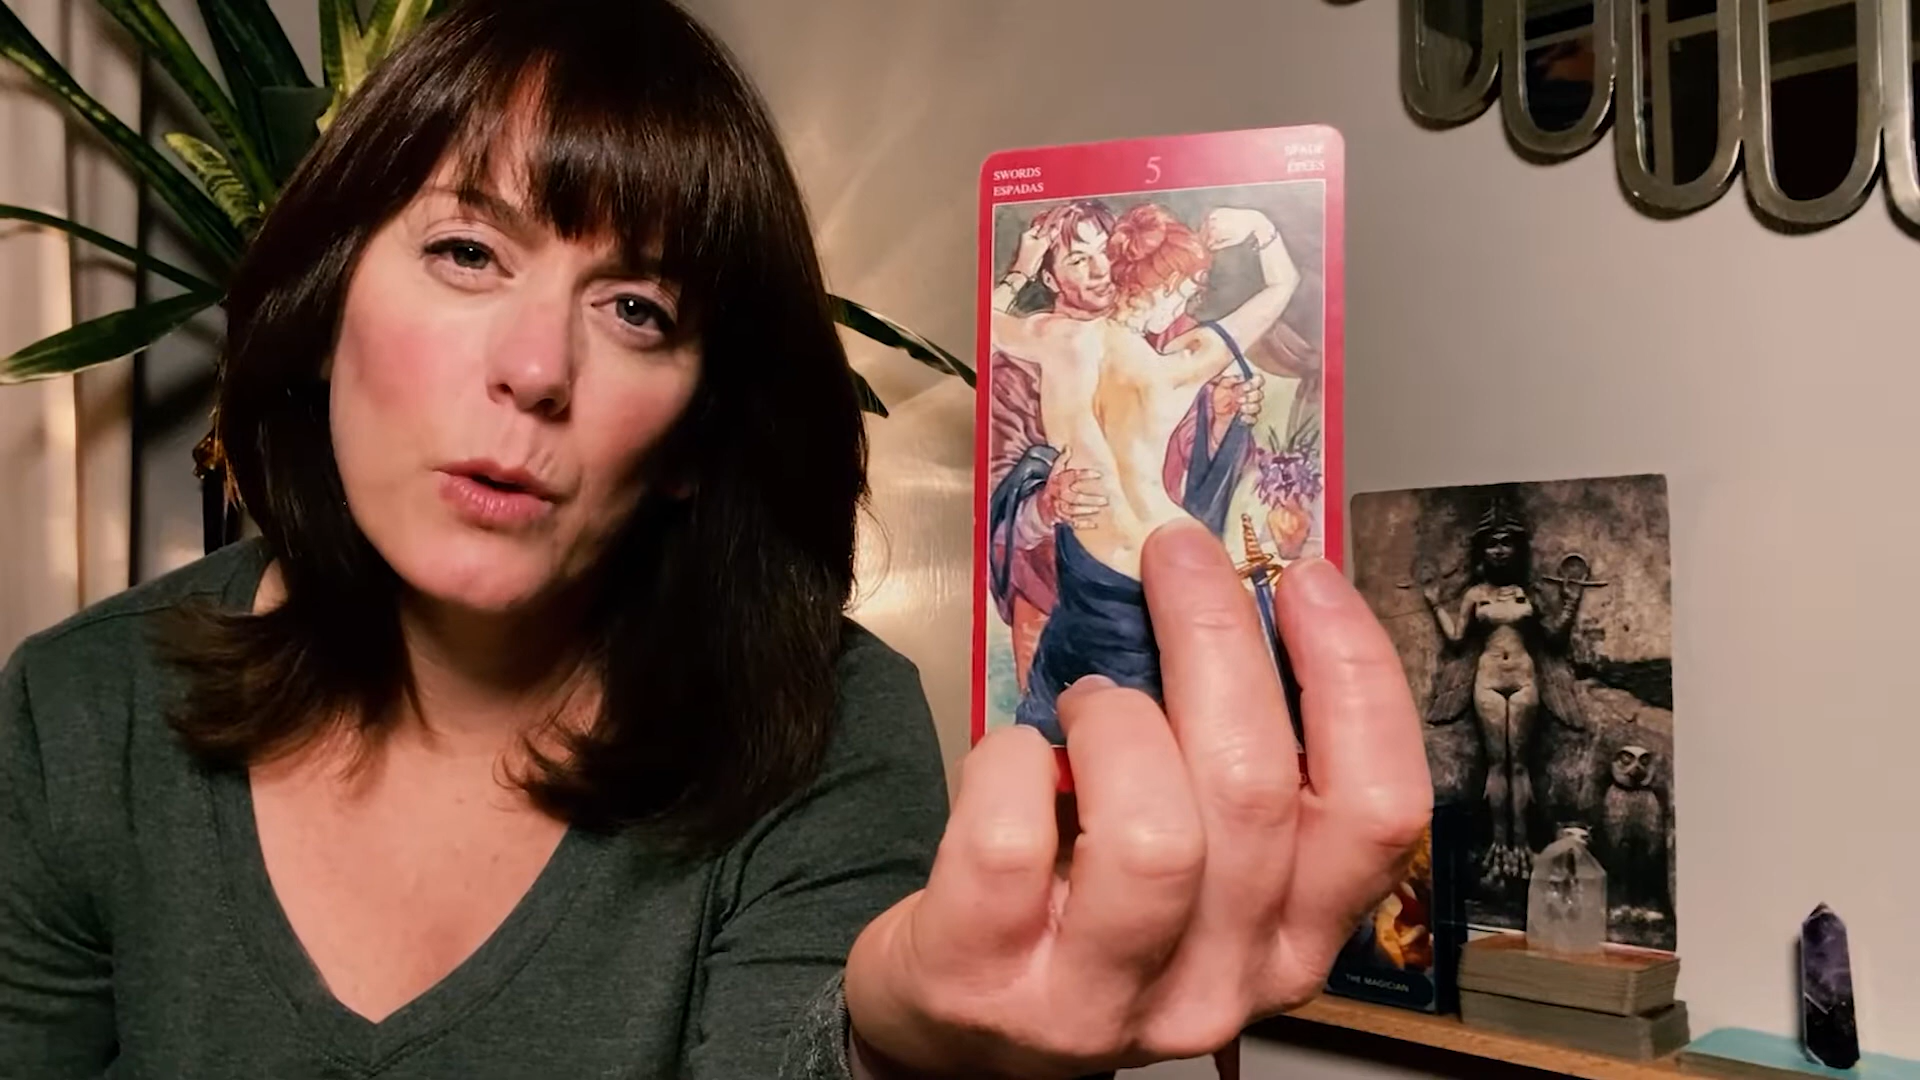 SWORDS
ESPADAS
5
SPADE
ÉPÉES
THE MAGICIAN